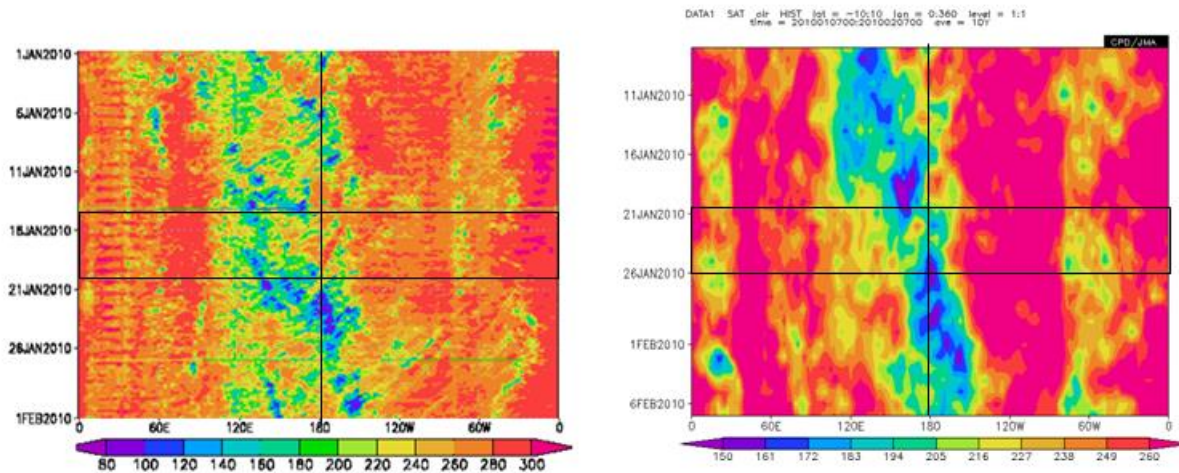 DATA1 SAT olr HIST lat = -10:10 lon = 0:360 level = 1:1
time = 2010010700:2010020700 ave = 1DY
CPD/JMA
1JAN2010
6JAN2010
11JAN2010
16JAN2010
21JAN2010
26JAN2010
1FEB2010
0 60E 120E 180 120W 60W 0
80 100 120 140 160 180 200 220 240 260 280 300
11JAN2010
16JAN2010
21JAN2010
26JAN2010
1FEB2010
6FEB2010
0 60E 120E 180 120W 60W 0
150 161 172 183 194 205 216 227 238 249 260